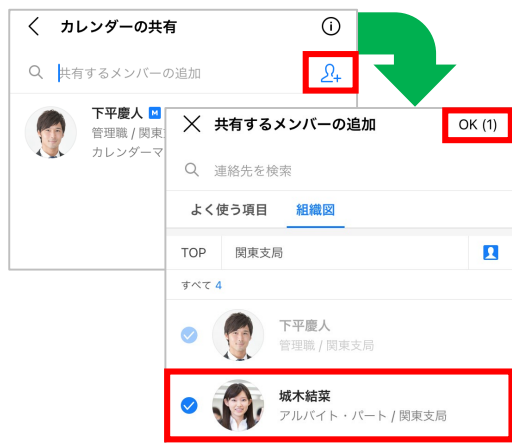 カレンダーの共有
共有するメンバーの追加
下平慶人 M
管理職 / 関東
カレンダーマ
共有するメンバーの追加
OK (1)
連絡先を検索
よく使う項目 組織図
TOP 関東支局
すべて 4
下平慶人
管理職 / 関東支局
城木結菜
アルバイト・パート / 関東支局